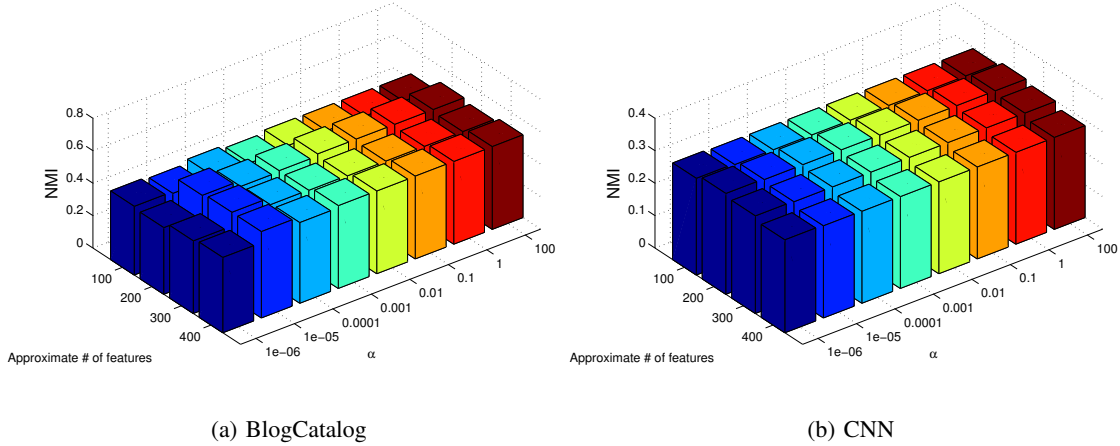 0.8
0.6
0.4
0.2
0
NMI
100
200
300
400
Approximate # of features
1e−06
1e−05
0.0001
0.001
0.01
0.1
1
100
α
(a) BlogCatalog
0.4
0.3
0.2
0.1
0
NMI
100
200
300
400
Approximate # of features
1e−06
1e−05
0.0001
0.001
0.01
0.1
1
100
α
(b) CNN